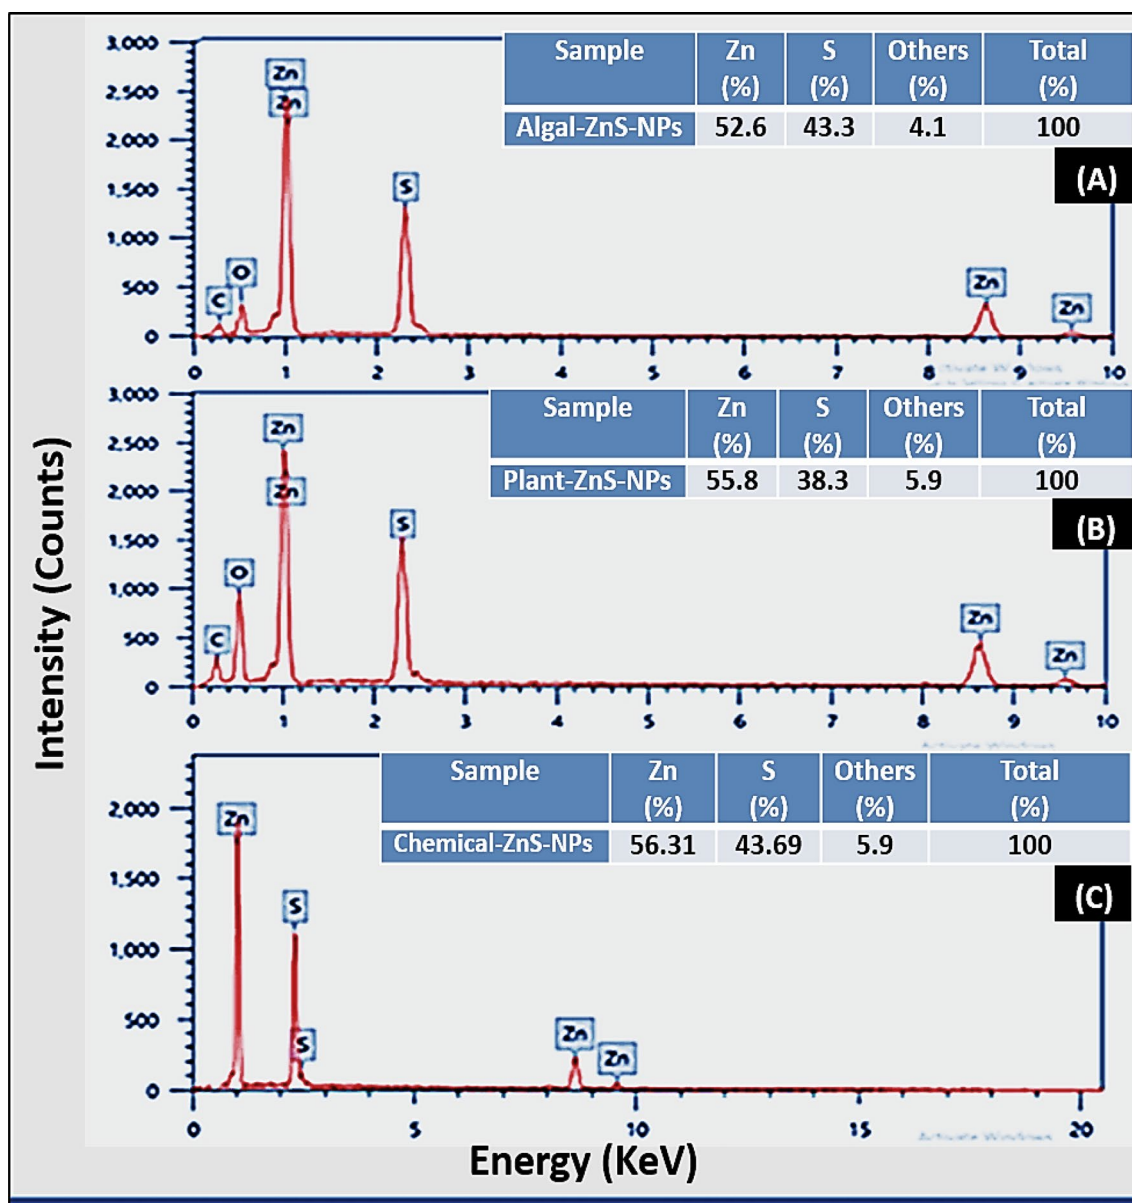 Sample Zn S Others Total
(%) (%) (%) (%)
Algal-ZnS-NPs 52.6 43.3 4.1 100
(A)
3,000
2,500
2,000
1,500
1,000
500
0
Zn
Zn
S
O
C
Zn
Zn
0 1 2 3 4 5 6 7 8 9 10
Sample Zn S Others Total
(%) (%) (%) (%)
Plant-ZnS-NPs 55.8 38.3 5.9 100
(B)
3,000
2,500
2,000
1,500
1,000
500
0
Zn
Zn
S
O
C
Zn
Zn
0 1 2 3 4 5 6 7 8 9 10
Sample Zn S Others Total
(%) (%) (%) (%)
Chemical-ZnS-NPs 56.31 43.69 5.9 100
(C)
2,000
1,500
1,000
500
0
Zn
S
S
Zn
Zn
0 5 10 15 20
Intensity (Counts)
Energy (KeV)